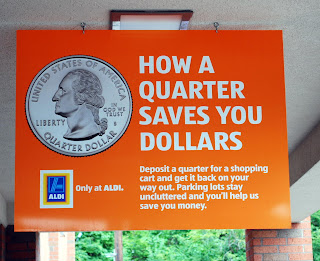 UNITED STATES OF AMERICA
LIBERTY
IN
GOD WE
TRUST
S
QUARTER DOLLAR
HOW A
QUARTER
SAVES YOU
DOLLARS
Deposit a quarter for a shopping
cart and get it back on your
way out. Parking lots stay
uncluttered and you'll help us
save you money.
ALDI
Only at ALDI.